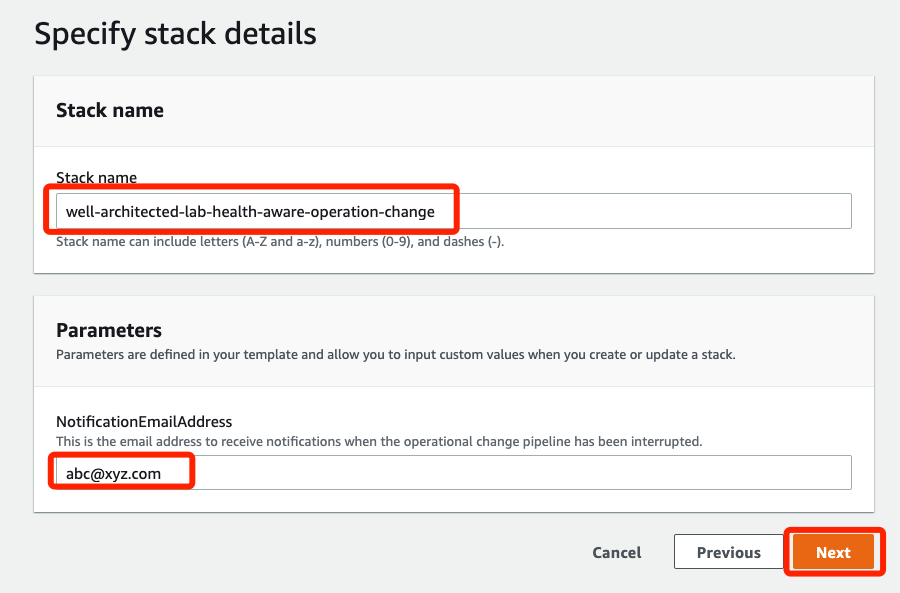 Specify stack details
Stack name
Stack name
well-architected-lab-health-aware-operation-change
Stack name can include letters (A-Z and a-z), numbers (0-9), and dashes (-).
Parameters
Parameters are defined in your template and allow you to input custom values when you create or update a stack.
NotificationEmailAddress
This is the email address to receive notifications when the operational change pipeline has been interrupted.
abc@xyz.com
Cancel Previous Next